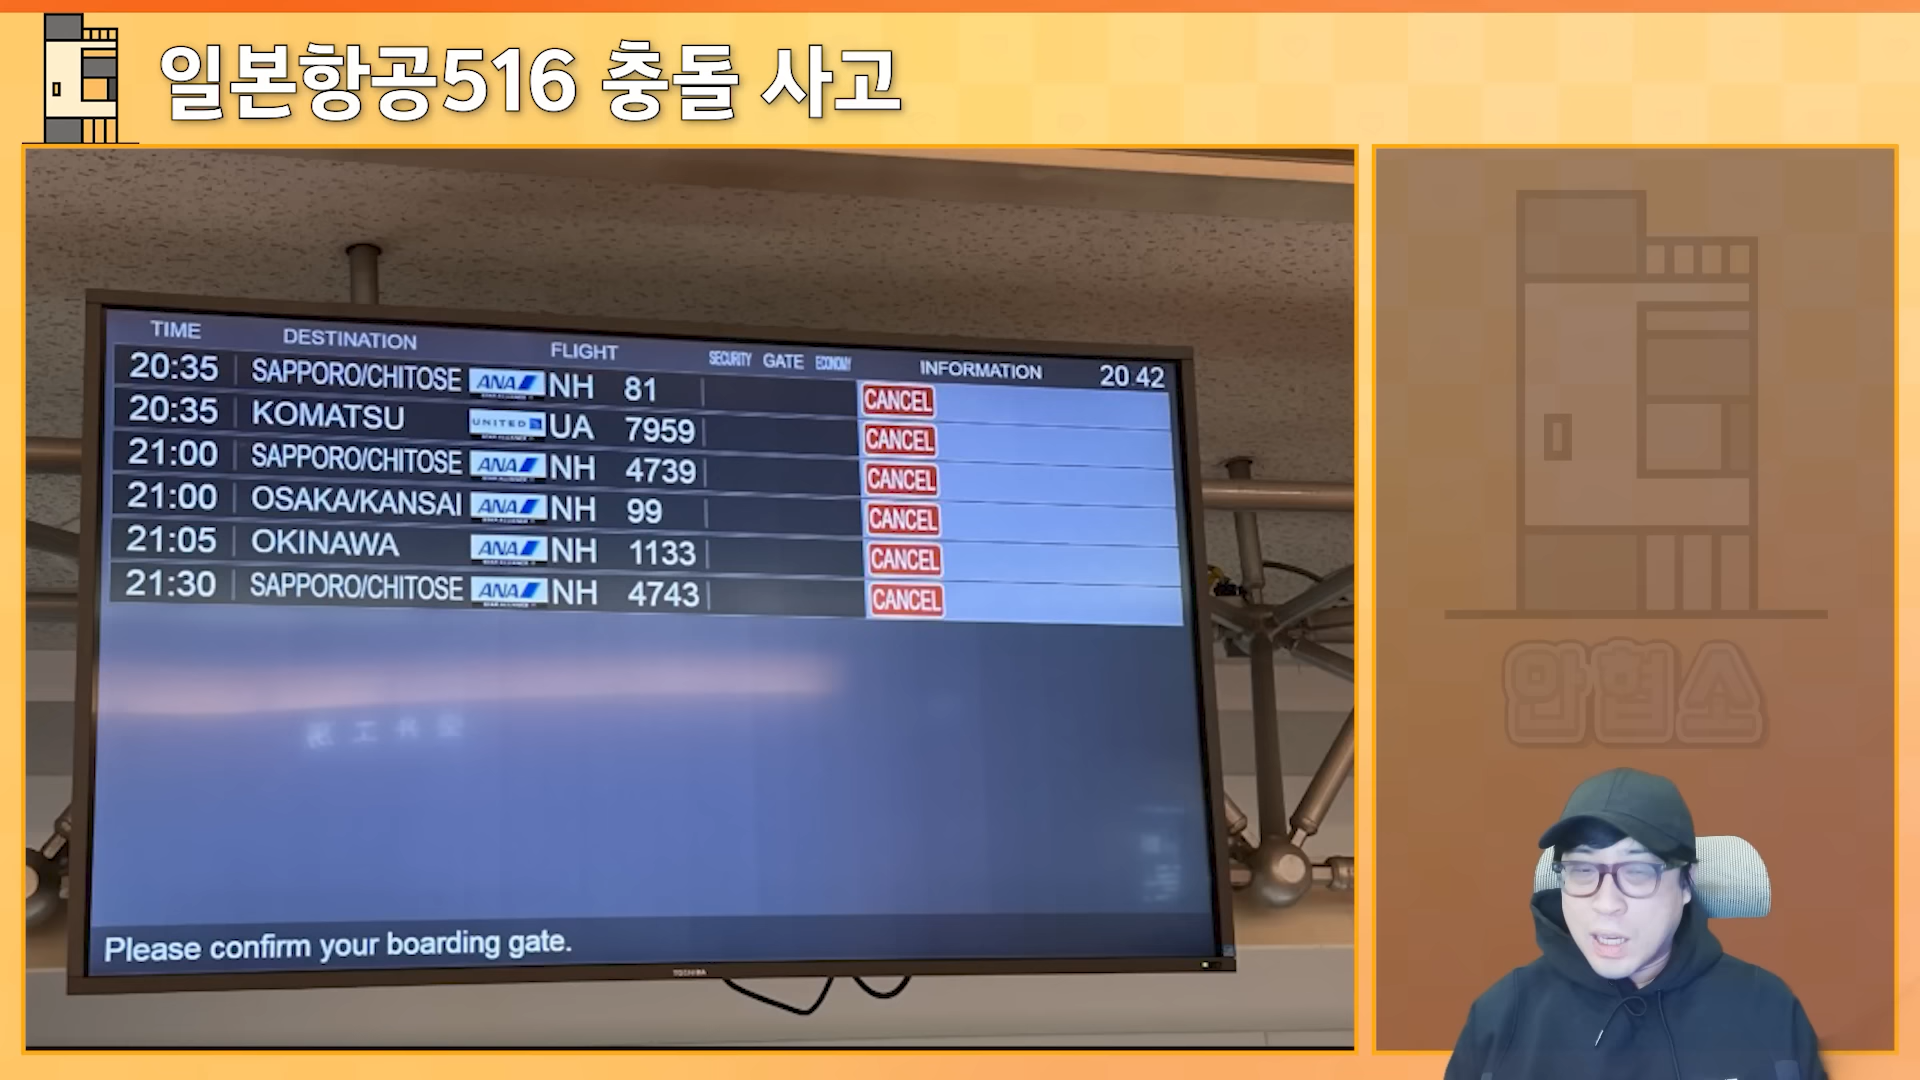 일본항공516 충돌 사고
TIME DESTINATION FLIGHT SECURITY GATE ECONOMY INFORMATION 20 42
20:35 SAPPORO/CHITOSE ANA NH 81 CANCEL
20:35 KOMATSU UNITED UA 7959 CANCEL
21:00 SAPPORO/CHITOSE ANA NH 4739 CANCEL
21:00 OSAKA/KANSAI ANA NH 99 CANCEL
21:05 OKINAWA ANA NH 1133 CANCEL
21:30 SAPPORO/CHITOSE ANA NH 4743 CANCEL
Please confirm your boarding gate.
TOSHIBA
안협소